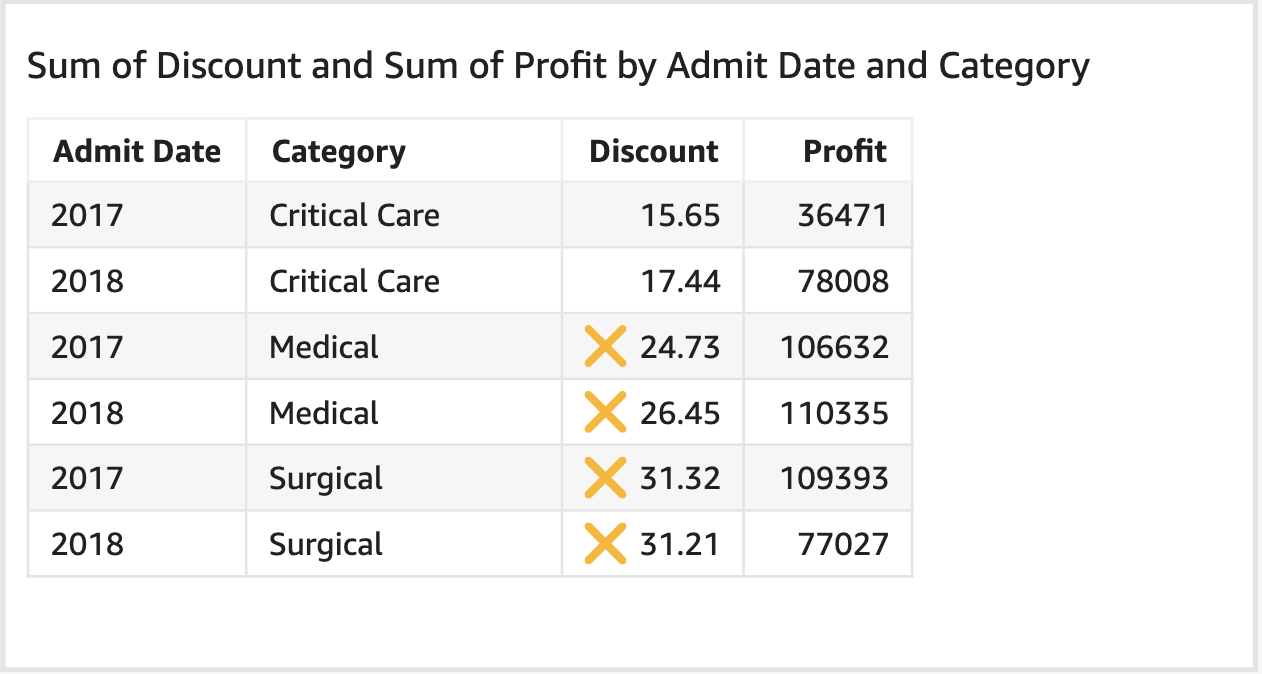 Sum of Discount and Sum of Profit by Admit Date and Category
Admit Date Category Discount Profit
2017 Critical Care 15.65 36471
2018 Critical Care 17.44 78008
2017 Medical 24.73 106632
2018 Medical 26.45 110335
2017 Surgical 31.32 109393
2018 Surgical 31.21 77027